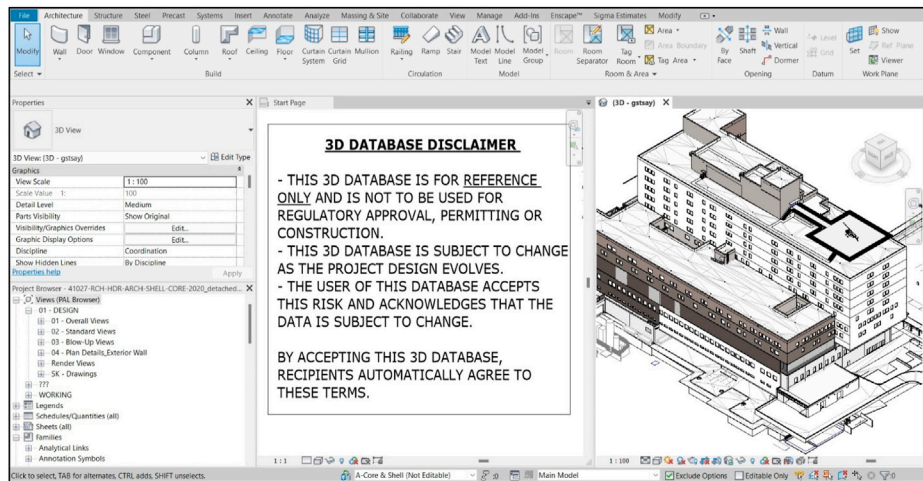 File Architecture Structure Steel Precast Systems Insert Annotate Analyze Massing & Site Collaborate View Manage Add-Ins Enscape™ Sigma Estimates Modify
Modify Wall Door Window Component Column Roof Ceiling Floor Curtain System Curtain Grid Mullion Railing Ramp Stair Model Text Model Line Model Group Room Room Separator Tag Room Area Area Boundary Tag Area By Face Shaft Wall Vertical Dormer Level Grid Set Show Ref Plane Viewer
Select Build Circulation Model Room & Area Opening Datum Work Plane
Properties
Start Page
(3D - gstsay)
3D View
3D View: (3D - gstsay) Edit Type
Graphics
View Scale 1 : 100
Scale Value 1: 100
Detail Level Medium
Parts Visibility Show Original
Visibility/Graphics Overrides Edit...
Graphic Display Options Edit...
Discipline Coordination
Show Hidden Lines By Discipline
Properties help Apply
Project Browser - 41027-RCH-HDR-ARCH-SHELL-CORE-2020_detached...
Views (PAL Browser)
01 - DESIGN
01 - Overall Views
02 - Standard Views
03 - Blow-Up Views
04 - Plan Details_Exterior Wall
Render Views
SK - Drawings
???
WORKING
Legends
Schedules/Quantities (all)
Sheets (all)
Families
Analytical Links
Annotation Symbols
3D DATABASE DISCLAIMER
- THIS 3D DATABASE IS FOR REFERENCE
ONLY AND IS NOT TO BE USED FOR
REGULATORY APPROVAL, PERMITTING OR
CONSTRUCTION.
- THIS 3D DATABASE IS SUBJECT TO CHANGE
AS THE PROJECT DESIGN EVOLVES.
- THE USER OF THIS DATABASE ACCEPTS
THIS RISK AND ACKNOWLEDGES THAT THE
DATA IS SUBJECT TO CHANGE.
BY ACCEPTING THIS 3D DATABASE,
RECIPIENTS AUTOMATICALLY AGREE TO
THESE TERMS.
1 : 1
1 : 100
Click to select, TAB for alternates, CTRL adds, SHIFT unselects.
A-Core & Shell (Not Editable) :0 Main Model Exclude Options Editable Only :0